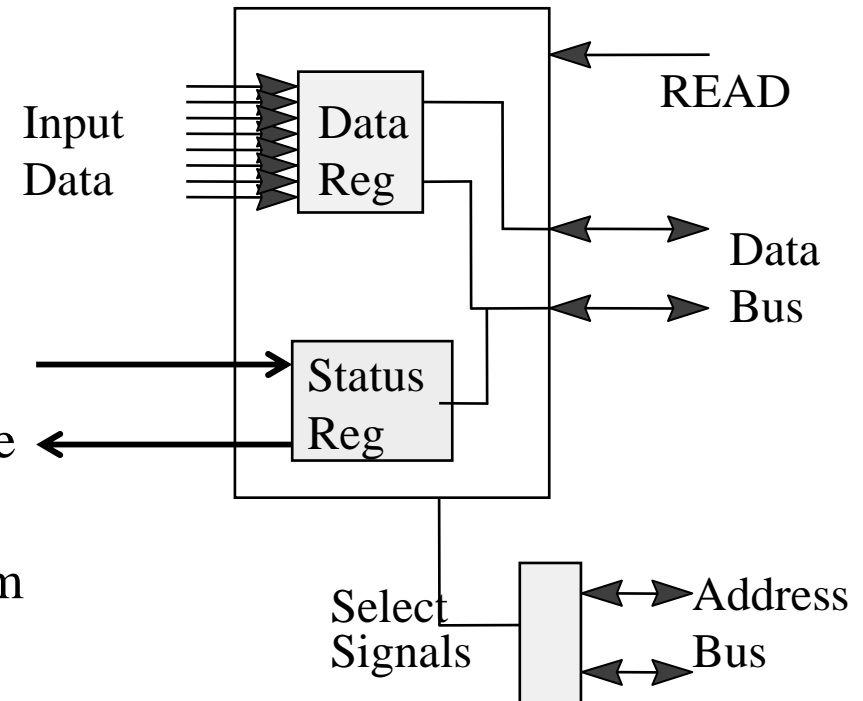 READ
Input
Data
Data
Reg
Data
Bus
Status
Reg
e
m
Select
Signals
Address
Bus